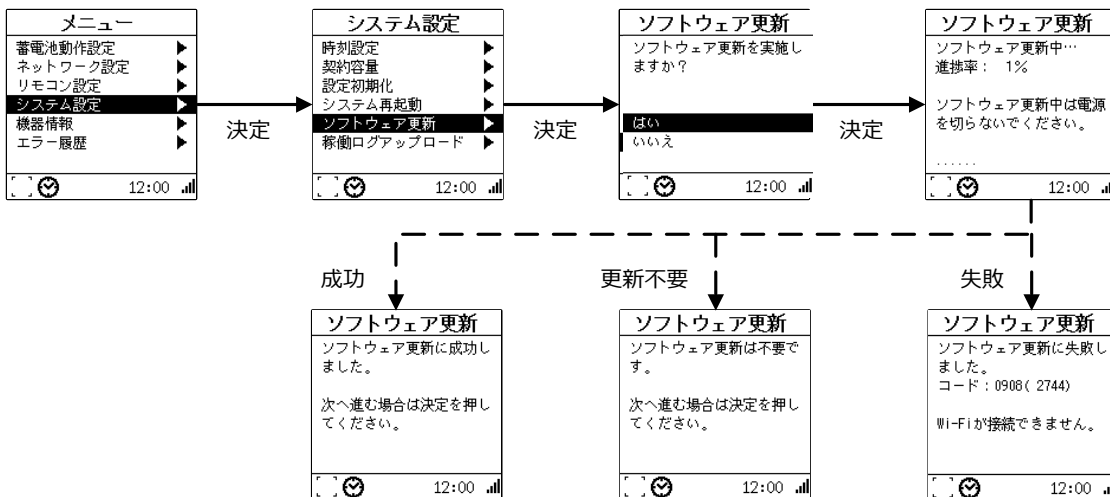 メニュー
蓄電池動作設定
ネットワーク設定
リモコン設定
システム設定
機器情報
エラー履歴
12:00
決定
システム設定
時刻設定
契約容量
設定初期化
システム再起動
ソフトウェア更新
稼働ログアップロード
12:00
決定
ソフトウェア更新
ソフトウェア更新を実施し
ますか？
はい
いいえ
12:00
決定
ソフトウェア更新
ソフトウェア更新中…
進捗率： 1%
ソフトウェア更新中は電源
を切らないでください。
......
12:00
成功
ソフトウェア更新
ソフトウェア更新に成功し
ました。
次へ進む場合は決定を押し
てください。
12:00
更新不要
ソフトウェア更新
ソフトウェア更新は不要で
す。
次へ進む場合は決定を押し
てください。
12:00
失敗
ソフトウェア更新
ソフトウェア更新に失敗し
ました。
コード：0908( 2744)
Wi-Fiが接続できません。
12:00